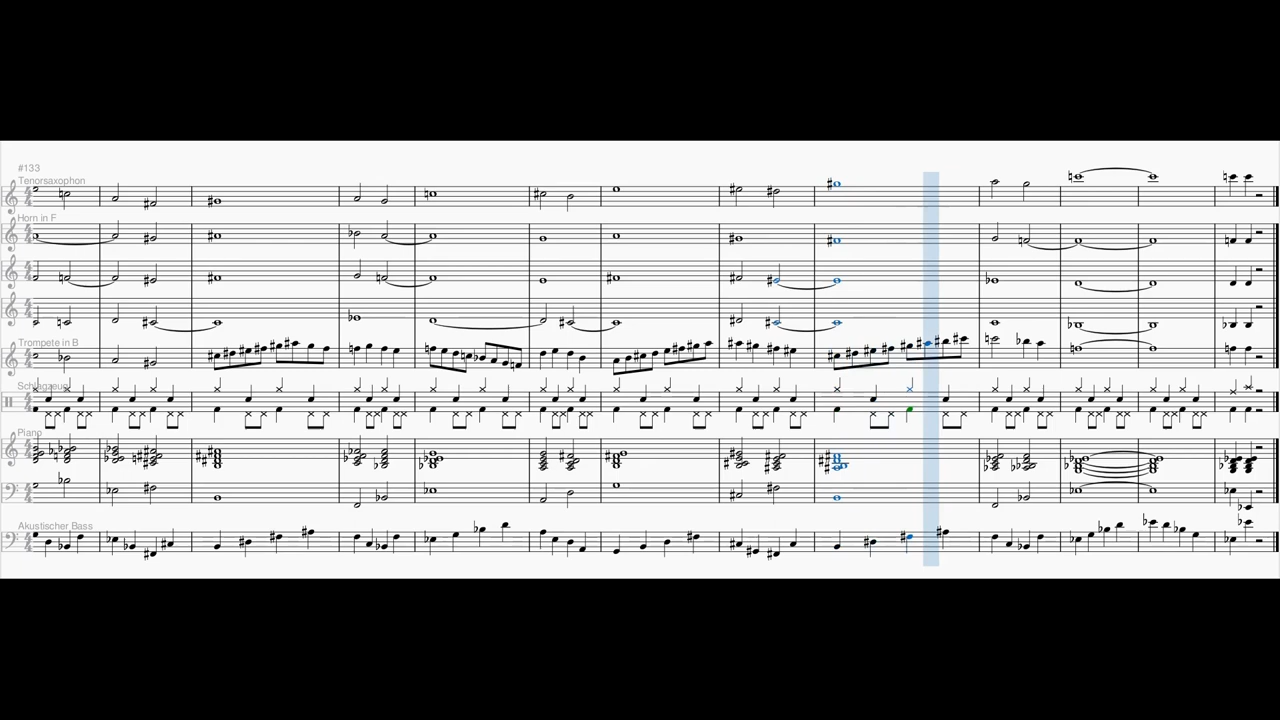 #133
Tenorsaxophon
Horn in F
Trompete in B
Schlagzeug
Piano
Akustischer Bass